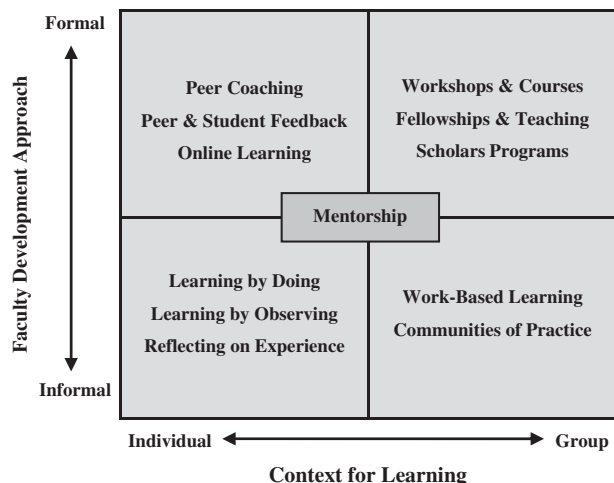 Formal
Peer Coaching
Peer & Student Feedback
Online Learning
Workshops & Courses
Fellowships & Teaching
Scholars Programs
Faculty Development Approach
Mentorship
Learning by Doing
Learning by Observing
Reflecting on Experience
Work-Based Learning
Communities of Practice
Informal
Individual
Group
Context for Learning